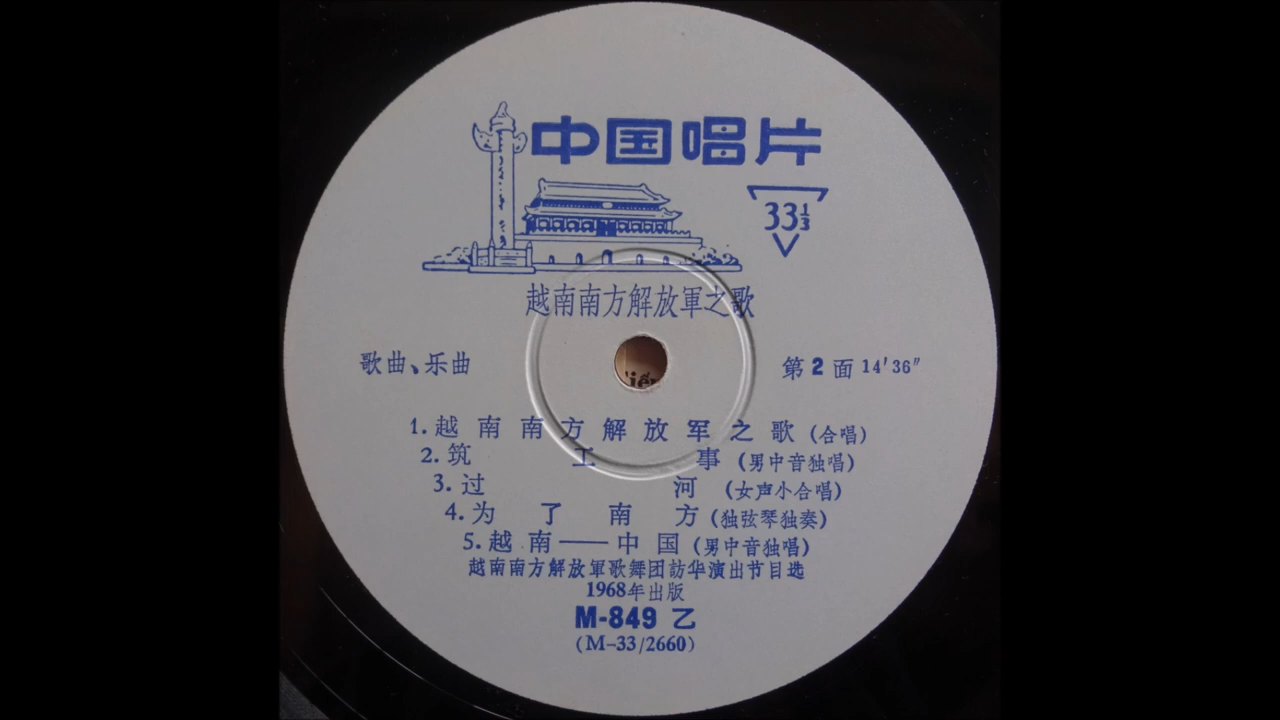 中国唱片
33⅓
越南南方解放軍之歌
歌曲、乐曲
第2面 14′36″
1. 越南南方解放军之歌 (合唱)
2. 筑工事 (男中音独唱)
3. 过河 (女声小合唱)
4. 为了南方 (独弦琴独奏)
5. 越南——中国 (男中音独唱)
越南南方解放軍歌舞团訪华演出节目选
1968年出版
M-849 乙
(M-33/2660)